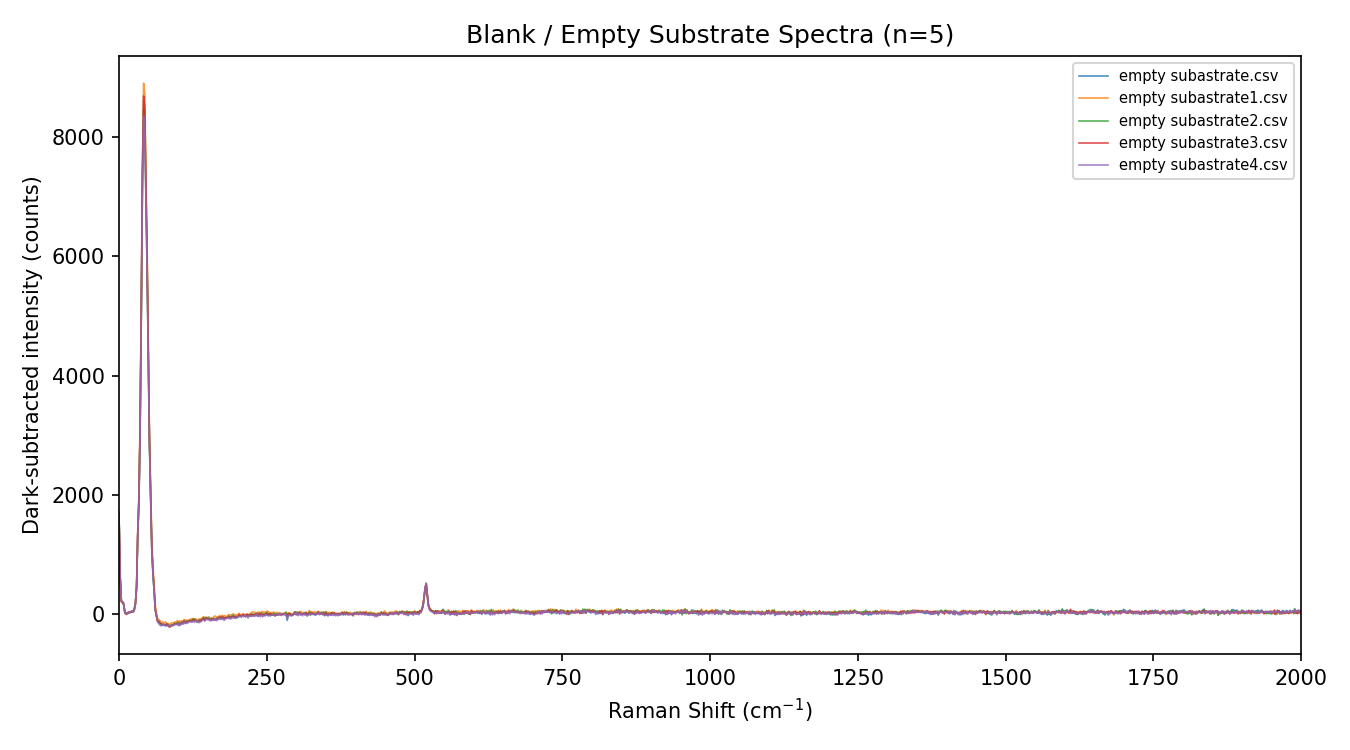 Blank / Empty Substrate Spectra (n=5)
empty subastrate.csv
empty subastrate1.csv
empty subastrate2.csv
empty subastrate3.csv
empty subastrate4.csv
Dark-subtracted intensity (counts)
8000
6000
4000
2000
0
0 250 500 750 1000 1250 1500 1750 2000
Raman Shift (cm⁻¹)